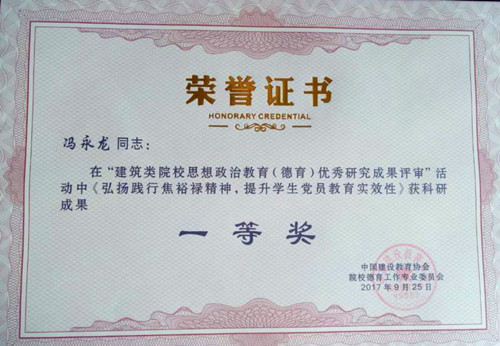 荣誉证书
HONORARY CREDENTIAL
冯永龙 同志：
在“建筑类院校思想政治教育（德育）优秀研究成果评审”活
动中《弘扬践行焦裕禄精神，提升学生党员教育实效性》获科研
成果
一等奖
中国建设教育协会
院校德育工作专业委员会
2017年9月25日